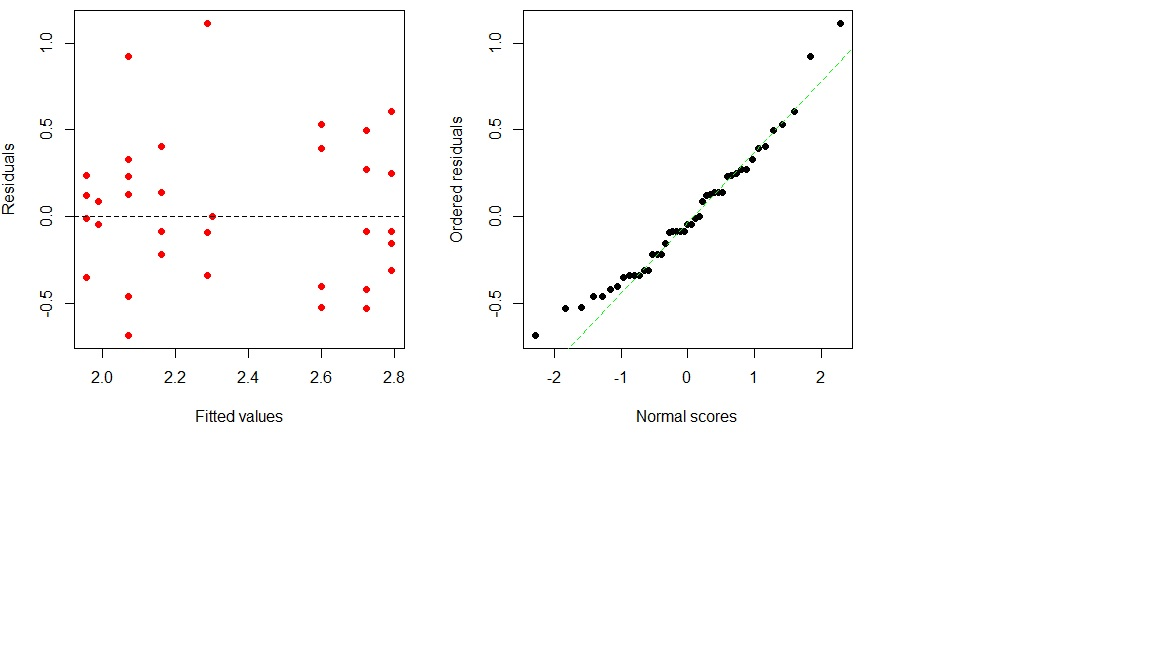 Residuals
1.0
0.5
0.0
-0.5
2.0 2.2 2.4 2.6 2.8
Fitted values
Ordered residuals
1.0
0.5
0.0
-0.5
-2 -1 0 1 2
Normal scores